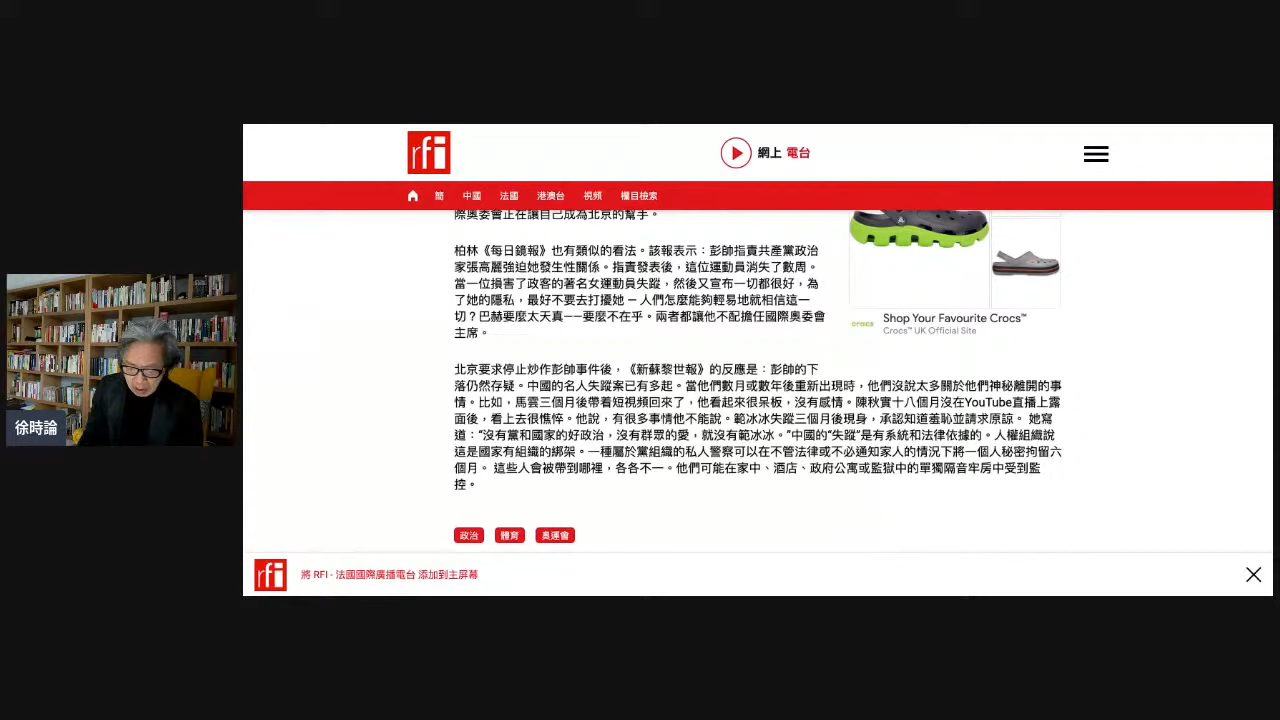 rfi
網上 電台
簡 中國 法國 港澳台 視頻 欄目檢索
際奧委會正在讓自己成為北京的幫手。
柏林《每日鏡報》也有類似的看法。該報表示：彭帥指責共產黨政治
家張高麗強迫她發生性關係。指責發表後，這位運動員消失了數周。
當一位損害了政客的著名女運動員失蹤，然後又宣布一切都很好，為
了她的隱私，最好不要去打擾她 — 人們怎麼能夠輕易地就相信這一
切？巴赫要麼太天真——要麼不在乎。兩者都讓他不配擔任國際奧委會
主席。
Shop Your Favourite Crocs™
crocs
Crocs™ UK Official Site
北京要求停止炒作彭帥事件後，《新蘇黎世報》的反應是：彭帥的下
落仍然存疑。中國的名人失蹤案已有多起。當他們數月或數年後重新出現時，他們沒說太多關於他們神秘離開的事
情。比如，馬雲三個月後帶着短視頻回來了，他看起來很呆板，沒有感情。陳秋實十八個月沒在YouTube直播上露
面後，看上去很憔悴。他說，有很多事情他不能說。範冰冰失蹤三個月後現身，承認知道羞恥並請求原諒。 她寫
道：“沒有黨和國家的好政治，沒有群眾的愛，就沒有範冰冰。”中國的“失蹤”是有系統和法律依據的。人權組織說
這是國家有組織的綁架。一種屬於黨組織的私人警察可以在不管法律或不必通知家人的情況下將一個人秘密拘留六
個月。 這些人會被帶到哪裡，各各不一。他們可能在家中、酒店、政府公寓或監獄中的單獨隔音牢房中受到監
控。
徐時論
政治 體育 奧運會
rfi
將 RFI - 法國國際廣播電台 添加到主屏幕